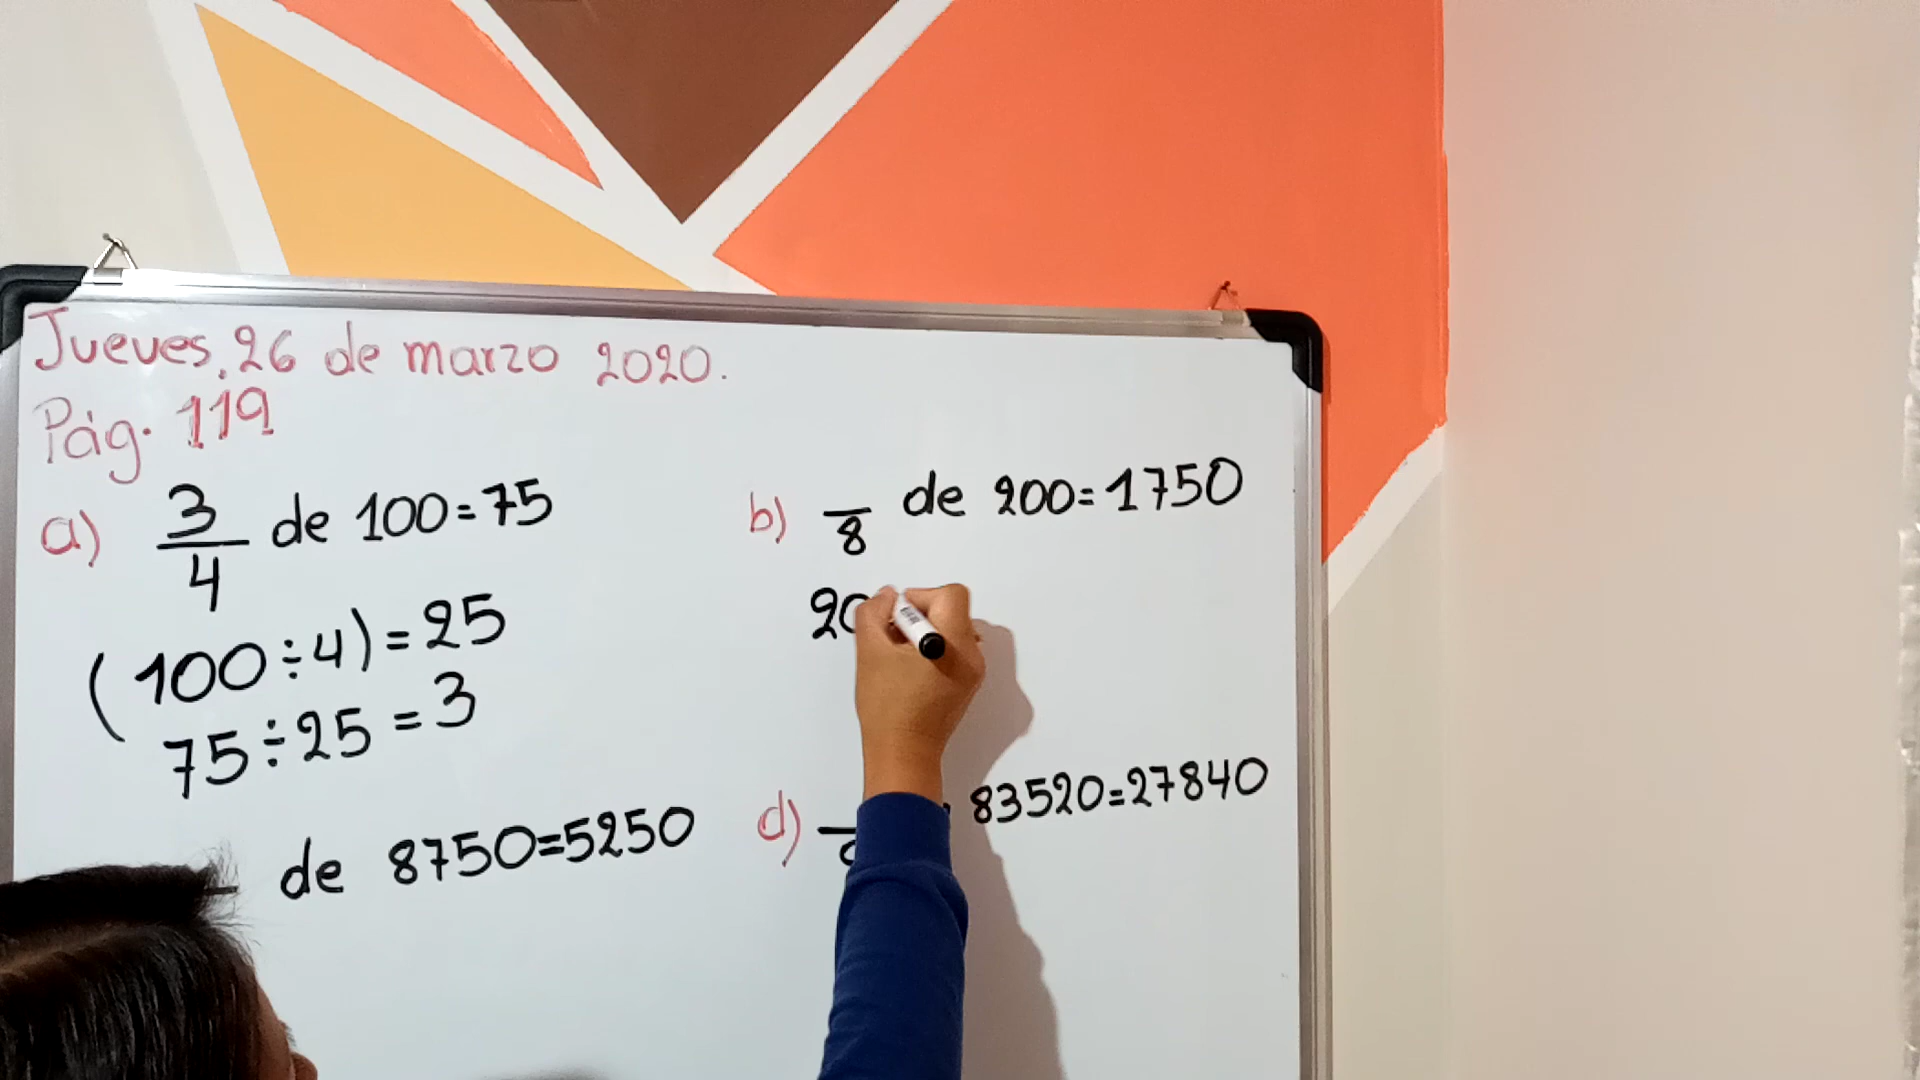 Jueves, 26 de marzo 2020.
Pág. 119
a) 3/4 de 100=75
(100÷4)=25
75÷25=3
b) /8 de 200=1750
20
de 8750=5250
d) 83520=27840